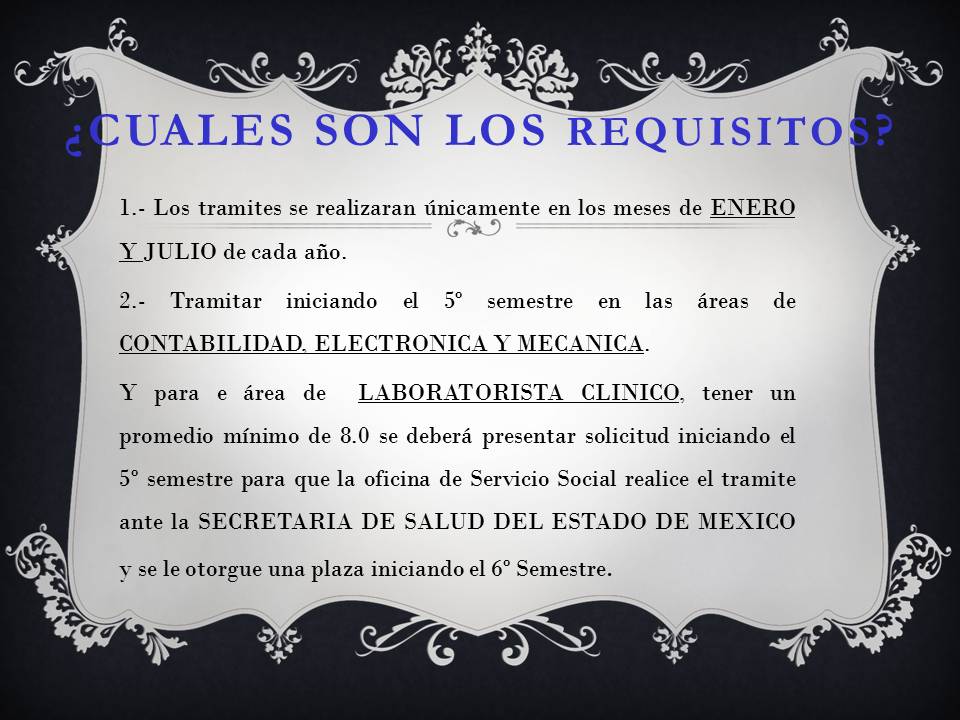 ¿CUALES SON LOS REQUISITOS?
1.- Los tramites se realizaran únicamente en los meses de ENERO
Y JULIO de cada año.
2.- Tramitar iniciando el 5º semestre en las áreas de
CONTABILIDAD, ELECTRONICA Y MECANICA.
Y para e área de LABORATORISTA CLINICO, tener un
promedio mínimo de 8.0 se deberá presentar solicitud iniciando el
5º semestre para que la oficina de Servicio Social realice el tramite
ante la SECRETARIA DE SALUD DEL ESTADO DE MEXICO
y se le otorgue una plaza iniciando el 6º Semestre.